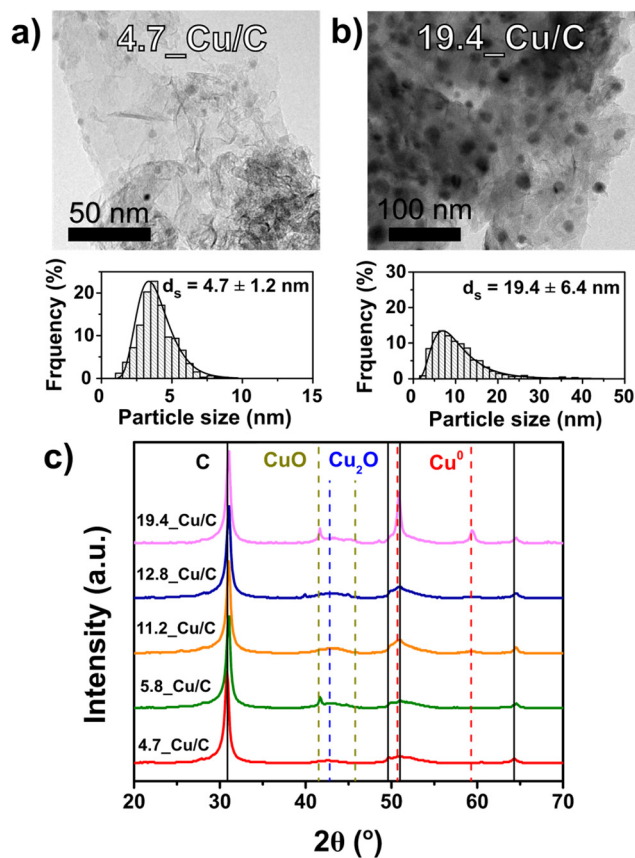 a)
4.7_Cu/C
50 nm
b)
19.4_Cu/C
100 nm
Frquency (%)
20
10
0
d_s = 4.7 ± 1.2 nm
0 5 10 15
Particle size (nm)
Frquency (%)
30
20
10
0
d_s = 19.4 ± 6.4 nm
0 10 20 30 40 50
Particle size (nm)
c)
C CuO Cu₂O Cu⁰
19.4_Cu/C
12.8_Cu/C
11.2_Cu/C
5.8_Cu/C
4.7_Cu/C
Intensity (a.u.)
20 30 40 50 60 70
2θ (°)